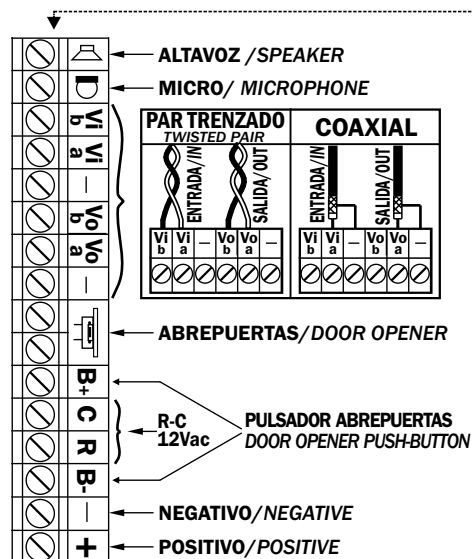 ALTAVOZ /SPEAKER
MICRO/ MICROPHONE
Vi b
Vi a
—
Vo b
Vo a
—
PAR TRENZADO
TWISTED PAIR
COAXIAL
ENTRADA/IN
SALIDA/OUT
ENTRADA/IN
SALIDA/OUT
Vi b Vi a — Vo b Vo a —
Vi b Vi a — Vo b Vo a —
ABREPUERTAS/DOOR OPENER
B+
C
R
B-
R-C
12Vac
PULSADOR ABREPUERTAS
DOOR OPENER PUSH-BUTTON
— NEGATIVO/NEGATIVE
+ POSITIVO/POSITIVE